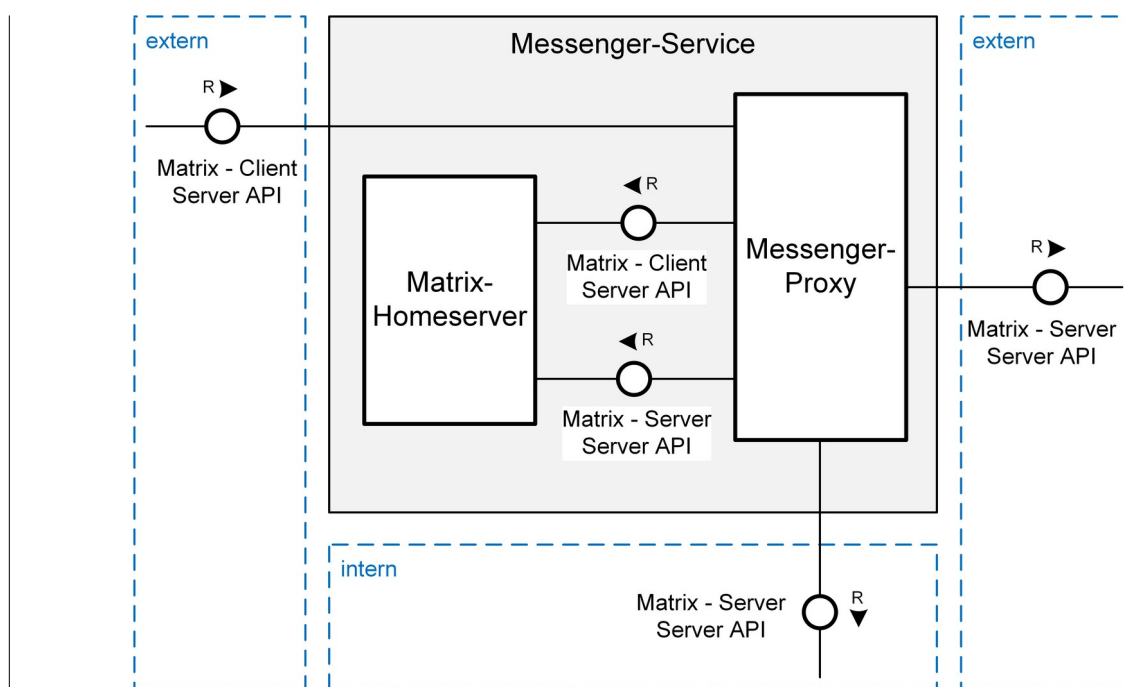 extern
Messenger-Service
extern
R
Matrix - Client
Server API
R
Matrix - Client
Server API
Matrix-
Homeserver
Messenger-
Proxy
R
Matrix - Server
Server API
R
Matrix - Server
Server API
intern
Matrix - Server
Server API
R